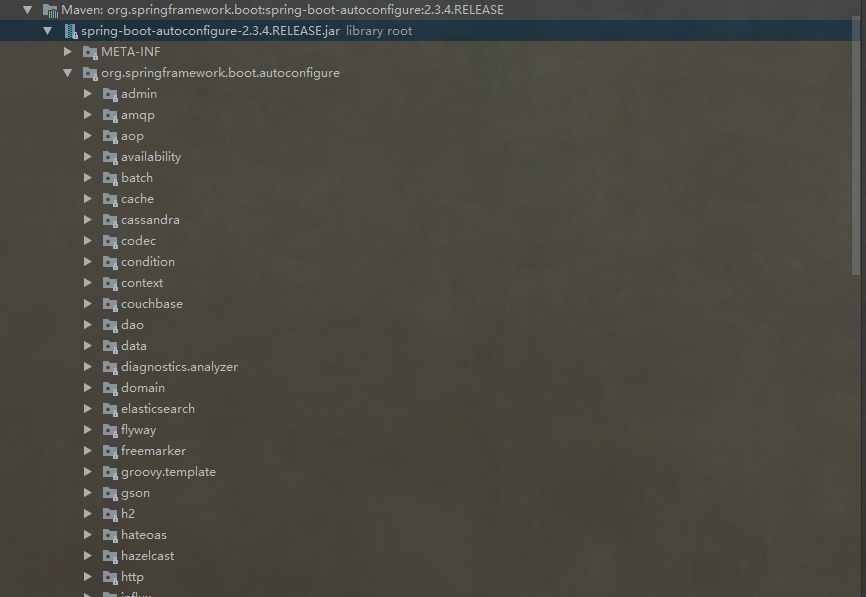 Maven: org.springframework.boot:spring-boot-autoconfigure:2.3.4.RELEASE
spring-boot-autoconfigure-2.3.4.RELEASE.jar library root
META-INF
org.springframework.boot.autoconfigure
admin
amqp
aop
availability
batch
cache
cassandra
codec
condition
context
couchbase
dao
data
diagnostics.analyzer
domain
elasticsearch
flyway
freemarker
groovy.template
gson
h2
hateoas
hazelcast
http
influx